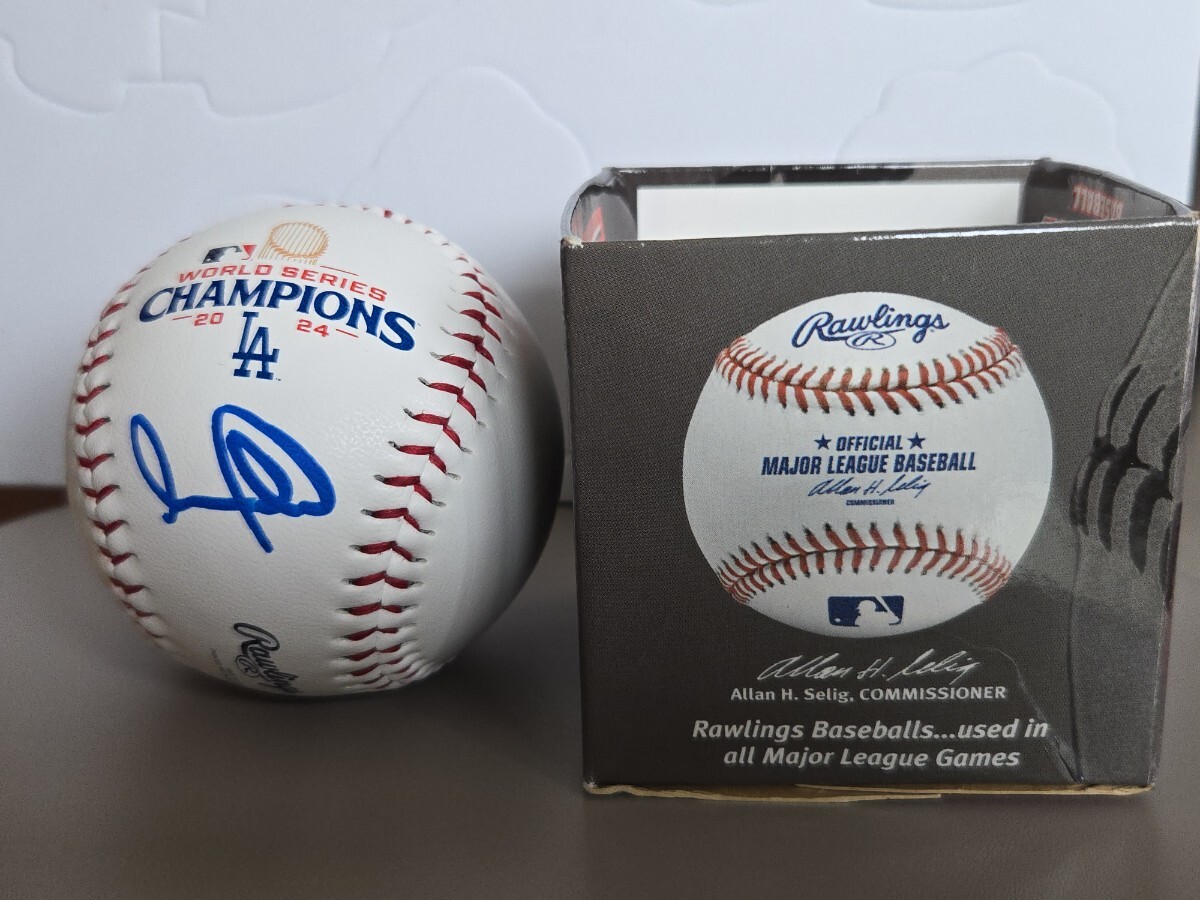 WORLD SERIES
CHAMPIONS
20 24
LA
Rawlings
R
Rawlings
R
OFFICIAL
MAJOR LEAGUE BASEBALL
Allan H. Selig
COMMISSIONER
Allan H. Selig
Allan H. Selig, COMMISSIONER
Rawlings Baseballs...used in
all Major League Games
BASEBALL